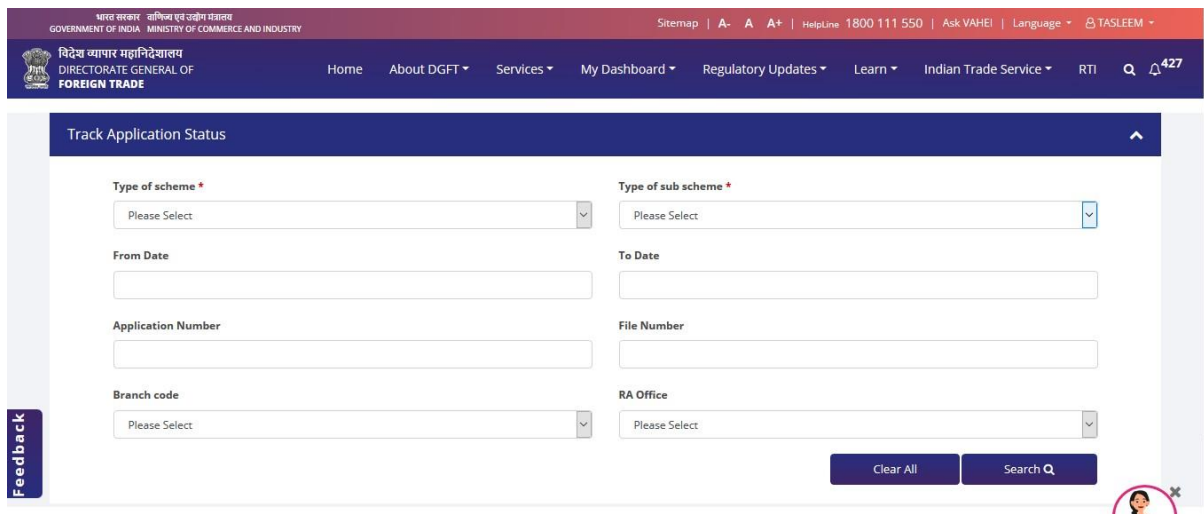 भारत सरकार वाणिज्य एवं उद्योग मंत्रालय
GOVERNMENT OF INDIA MINISTRY OF COMMERCE AND INDUSTRY
Sitemap | A- A A+ | HelpLine 1800 111 550 | Ask VAHEI | Language TASLEEM
विदेश व्यापार महानिदेशालय
DIRECTORATE GENERAL OF
FOREIGN TRADE
Home About DGFT Services My Dashboard Regulatory Updates Learn Indian Trade Service RTI 427
Track Application Status
Type of scheme * Type of sub scheme *
Please Select Please Select
From Date To Date
Application Number File Number
Branch code RA Office
Please Select Please Select
Feedback
Clear All Search